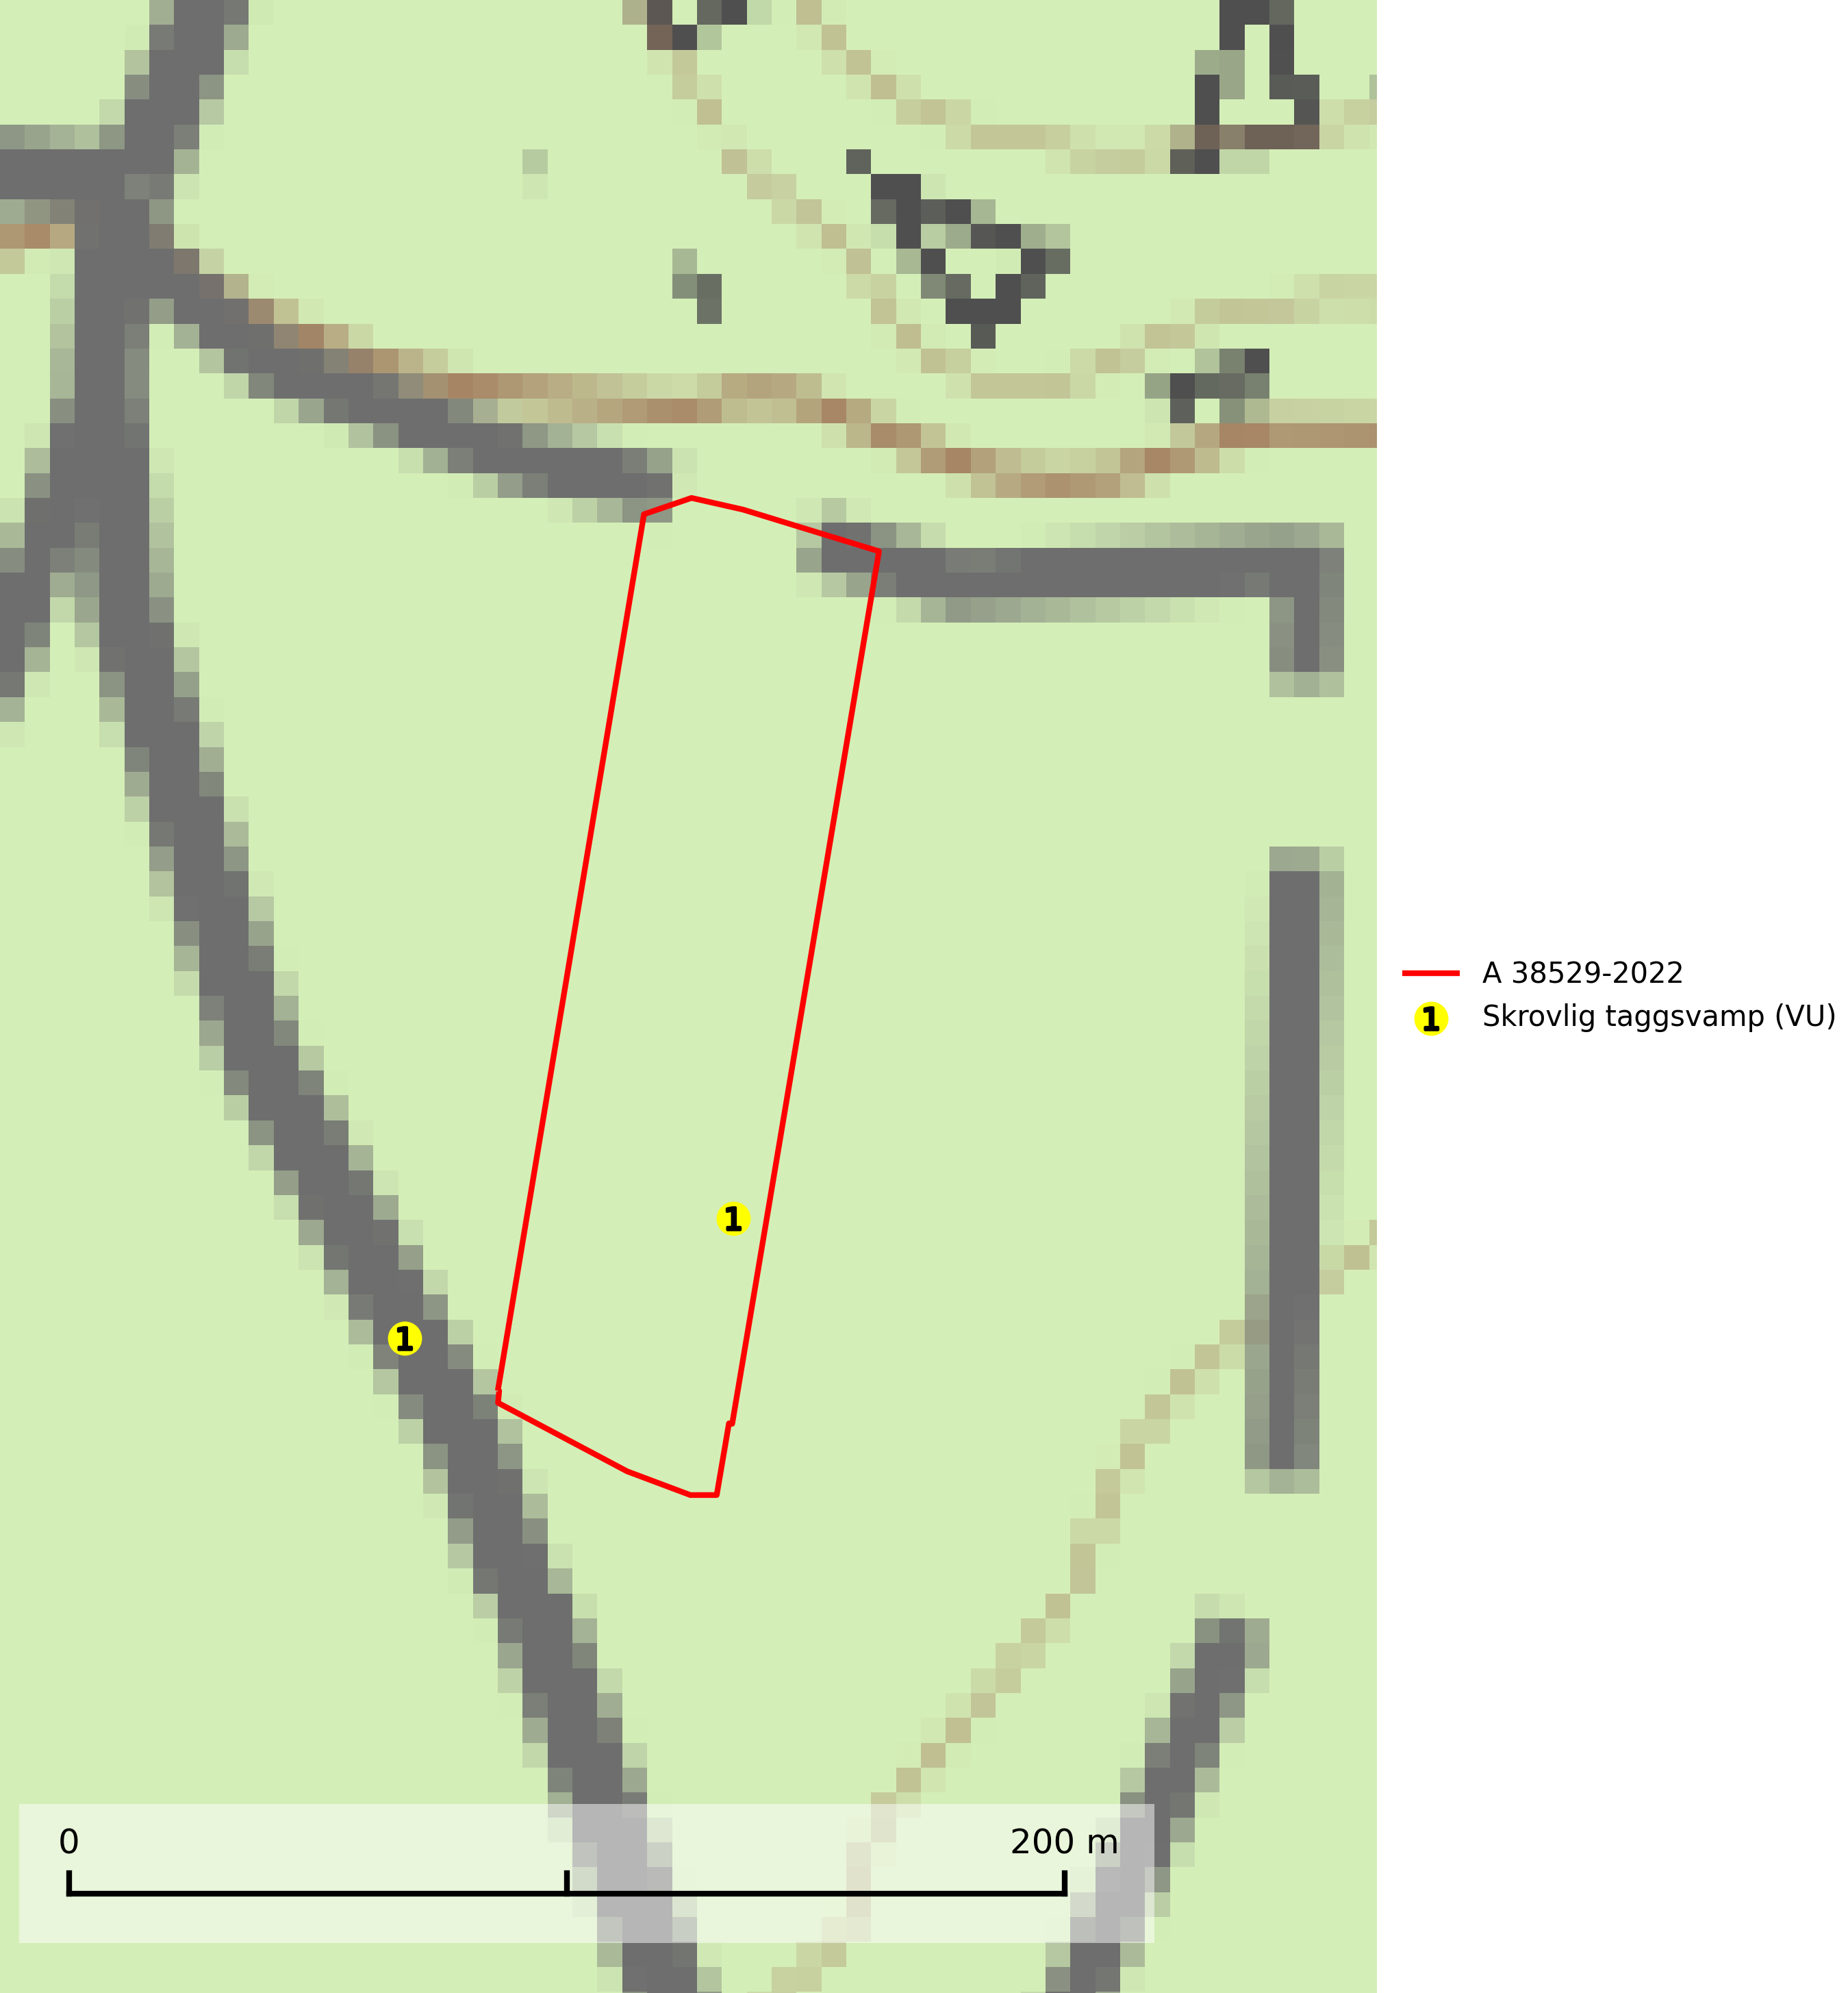 A 38529-2022
1 Skrovlig taggsvamp (VU)
1
1
0 200 m